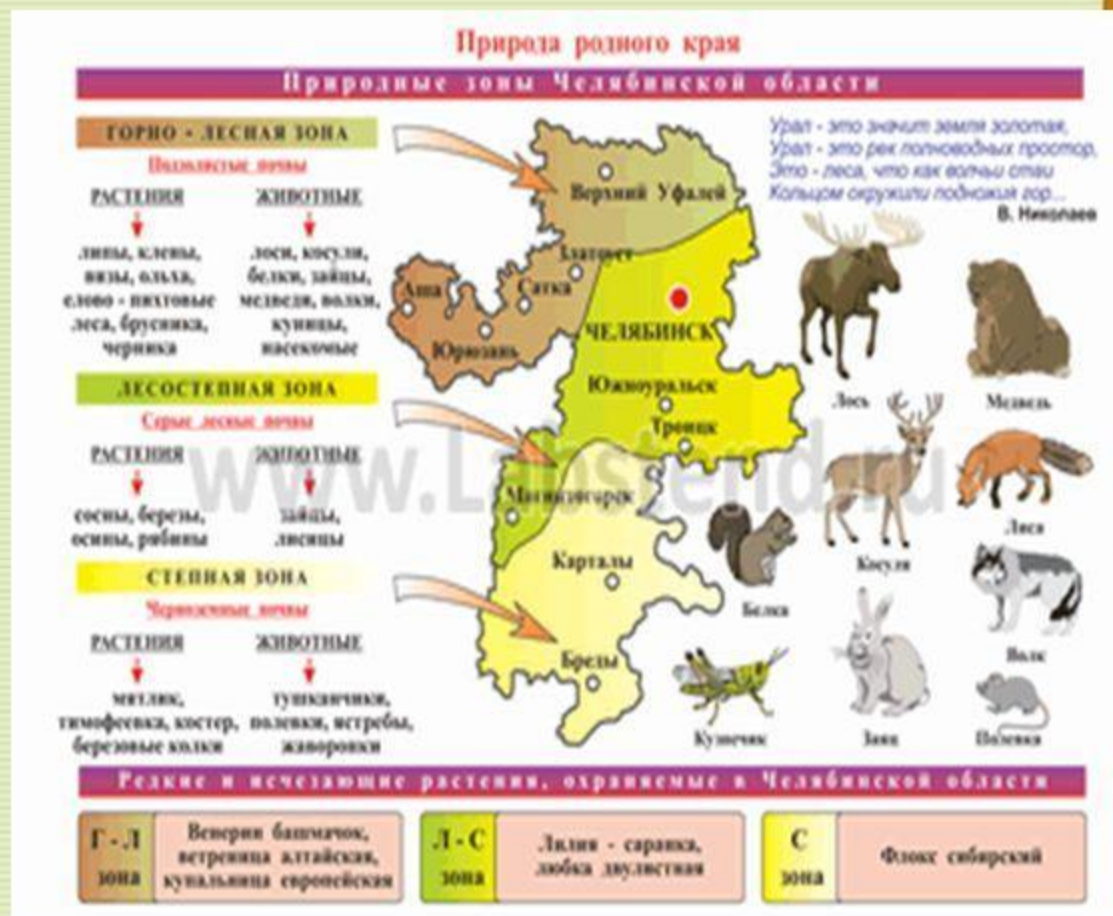 Природа родного края
Природные зоны Челябинской области
ГОРНО - ЛЕСНАЯ ЗОНА
Подзолистые почвы
РАСТЕНИЯ
липы, клены,
вязы, ольха,
елово - пихтовые
леса, брусника,
черника
ЖИВОТНЫЕ
лоси, косули,
белки, зайцы,
медведи, волки,
куницы,
насекомые
ЛЕСОСТЕПНАЯ ЗОНА
Серые лесные почвы
РАСТЕНИЯ
сосны, березы,
осины, рябины
ЖИВОТНЫЕ
зайцы,
лисицы
СТЕПНАЯ ЗОНА
Черноземные почвы
РАСТЕНИЯ
мятлик,
тимофеевка, костер,
березовые колки
ЖИВОТНЫЕ
тушканчики,
полевки, ястребы,
жаворонки
Верхний Уфалей
Златоуст
Аша
Сатка
Юрюзань
ЧЕЛЯБИНСК
Южноуральск
Троицк
Магнитогорск
Карталы
Бреды
Урал - это значит земля золотая,
Урал - это рек полноводных простор,
Это - леса, что как волчьи стаи
Кольцом окружили подножия гор...
В. Николаев
Лось
Медведь
Косуля
Лиса
Белка
Волк
Кузнечик
Заяц
Полевка
www.Labstend.ru
Редкие и исчезающие растения, охраняемые в Челябинской области
Г - Л
зона
Венерин башмачок,
ветреница алтайская,
купальница европейская
Л - С
зона
Лилия - саранка,
любка двулистная
С
зона
Флокс сибирский